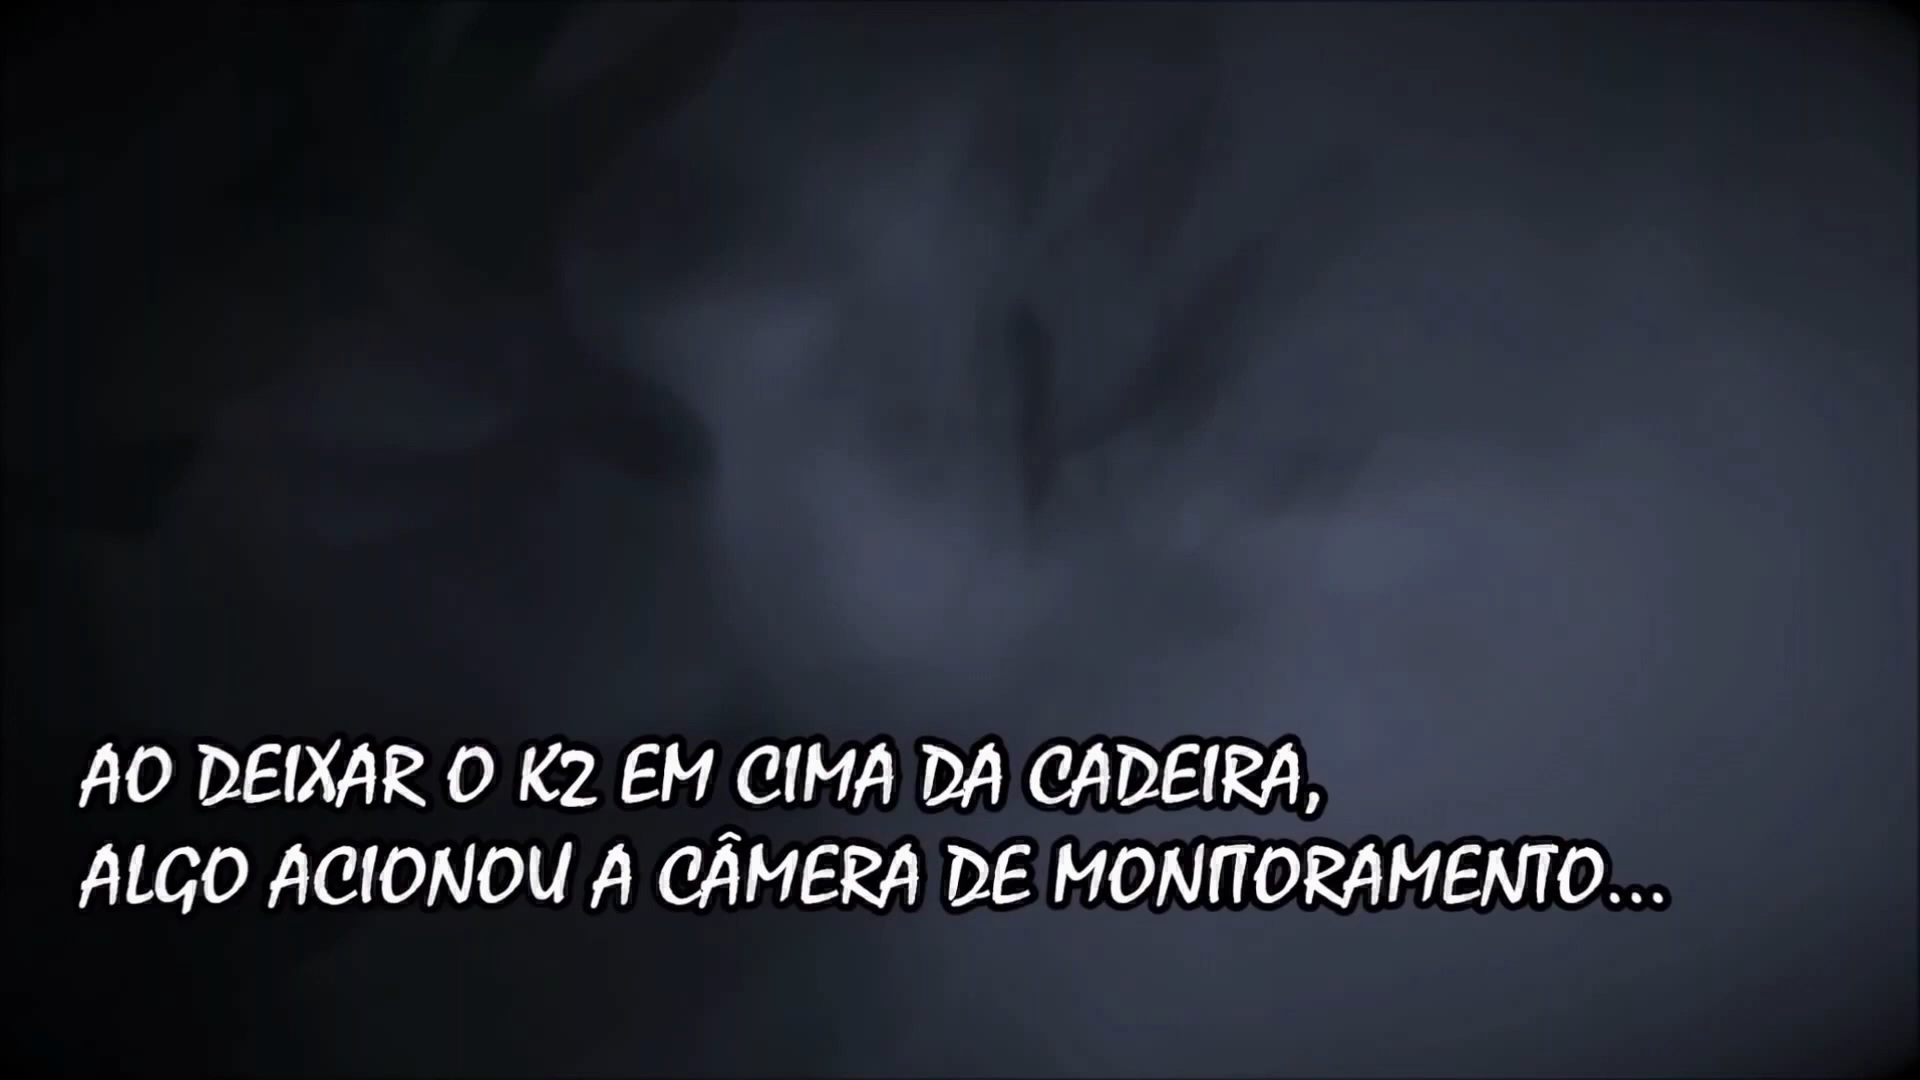 AO DEIXAR O K2 EM CIMA DA CADEIRA,
ALGO ACIONOU A CÂMERA DE MONITORAMENTO...